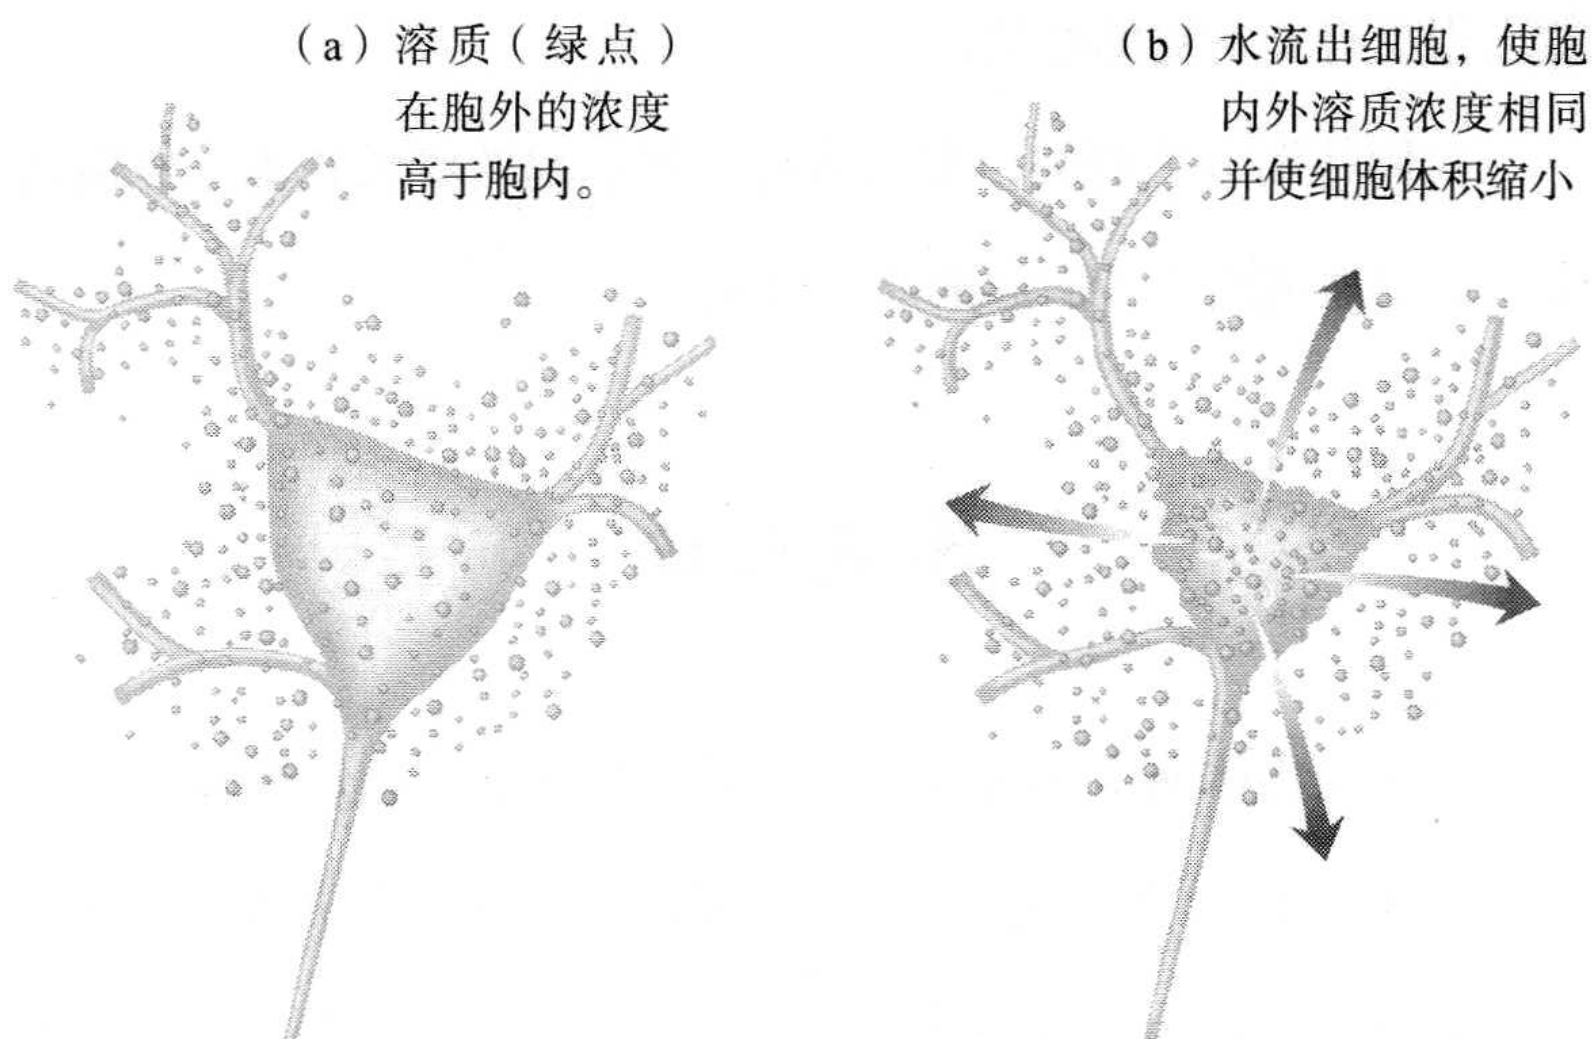 （a）溶质（绿点）
在胞外的浓度
高于胞内。
（b）水流出细胞，使胞
内外溶质浓度相同
并使细胞体积缩小